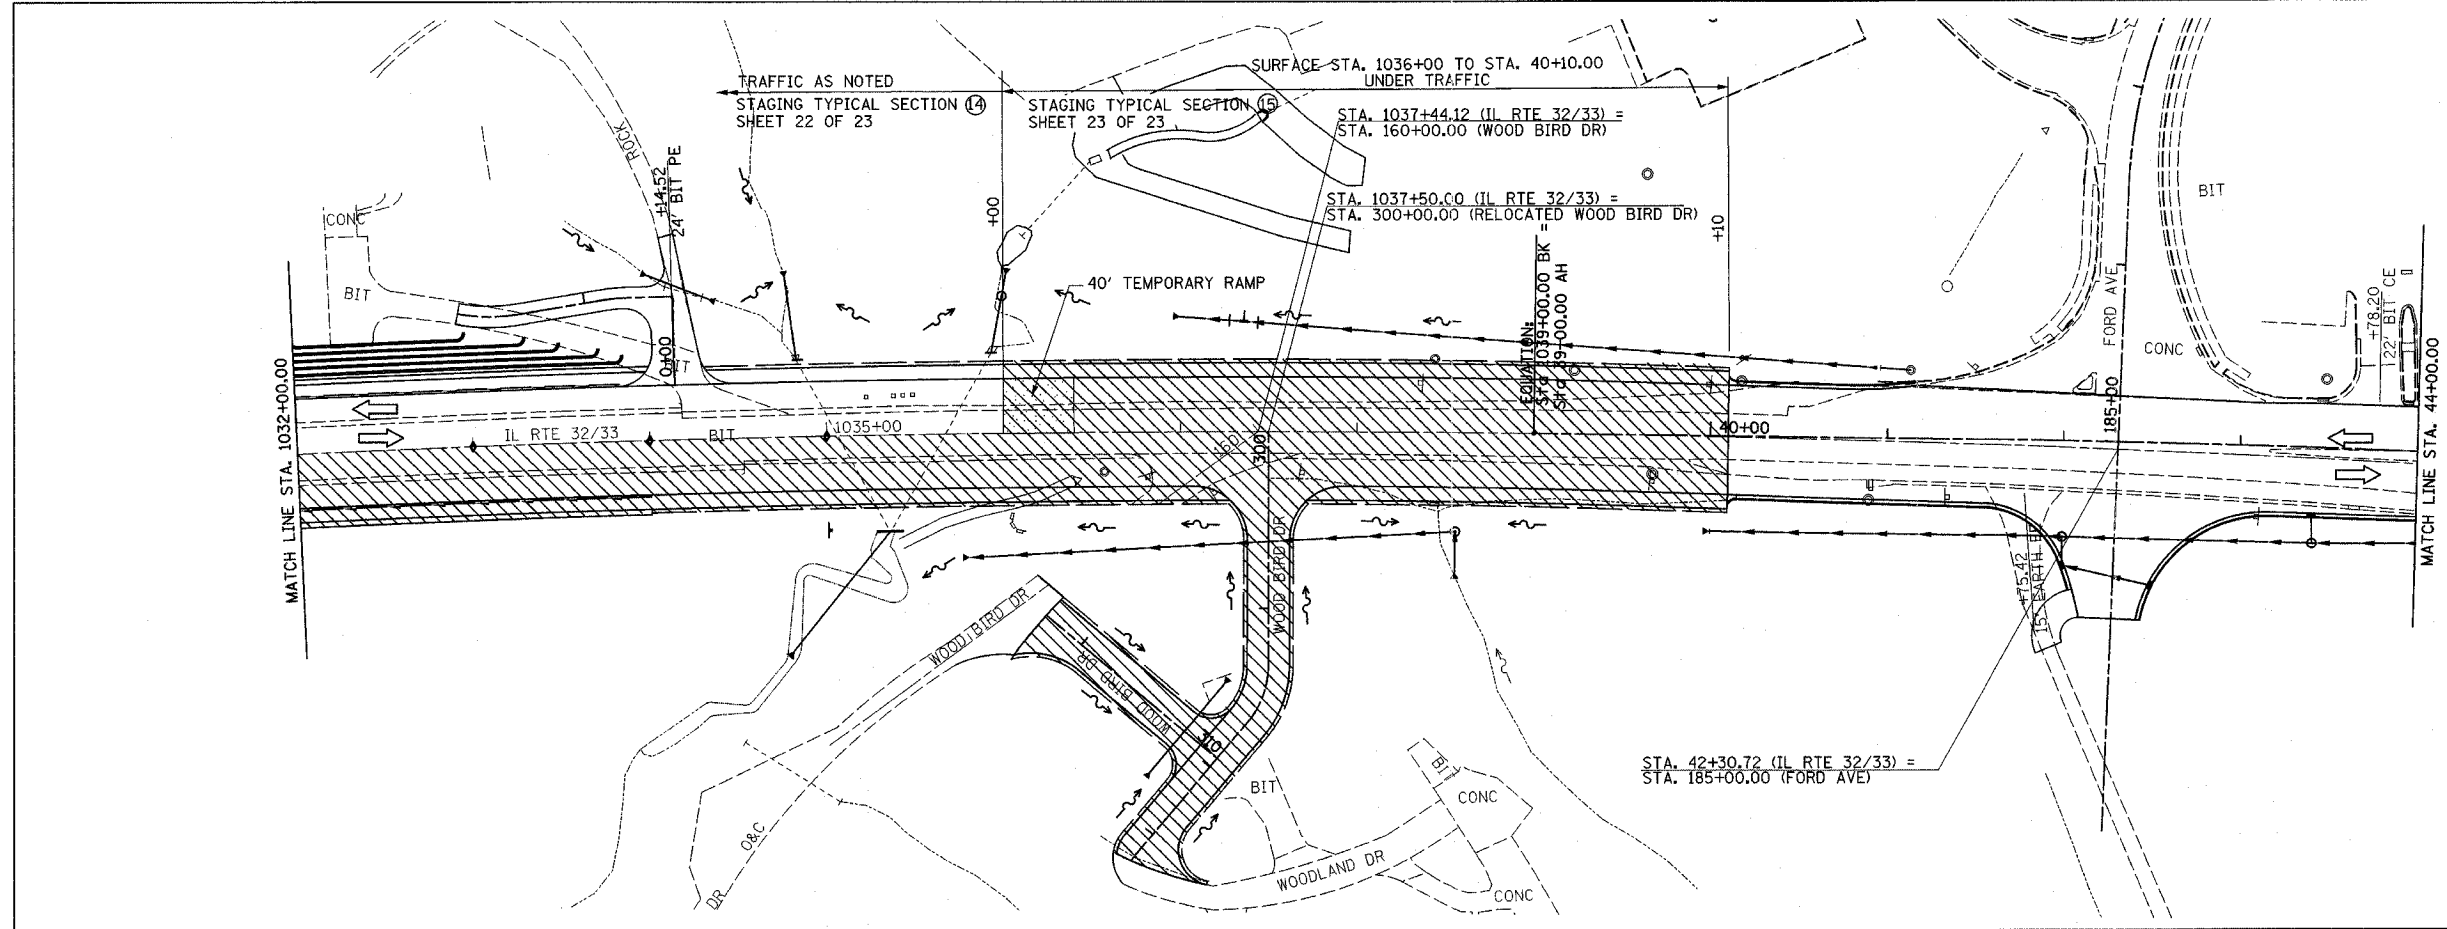 TRAFFIC AS NOTED
STAGING TYPICAL SECTION 14
SHEET 22 OF 23
STAGING TYPICAL SECTION 15
SHEET 23 OF 23
SURFACE STA. 1036+00 TO STA. 40+10.00
UNDER TRAFFIC
STA. 1037+44.12 (IL RTE 32/33) =
STA. 160+00.00 (WOOD BIRD DR)
STA. 1037+50.00 (IL RTE 32/33) =
STA. 300+00.00 (RELOCATED WOOD BIRD DR)
ROCK
+14.52
24' BIT PE
+00
+10
CONC
BIT
40' TEMPORARY RAMP
EQUATION:
Sta 1039+00.00 BK =
Sta 39+00.00 AH
FORD AVE
BIT
CONC
+78.20
22' BIT CE
0+00
BIT
MATCH LINE STA. 1032+00.00
IL RTE 32/33
BIT
1035+00
160
300
40+00
185+00
MATCH LINE STA. 44+00.00
WOOD BIRD DR
WOOD BIRD DR
WOOD BIRD DR
310
+75.42
15' EARTH
STA. 42+30.72 (IL RTE 32/33) =
STA. 185+00.00 (FORD AVE)
BIT
BIT
CONC
O&C
DR
WOODLAND DR
CONC